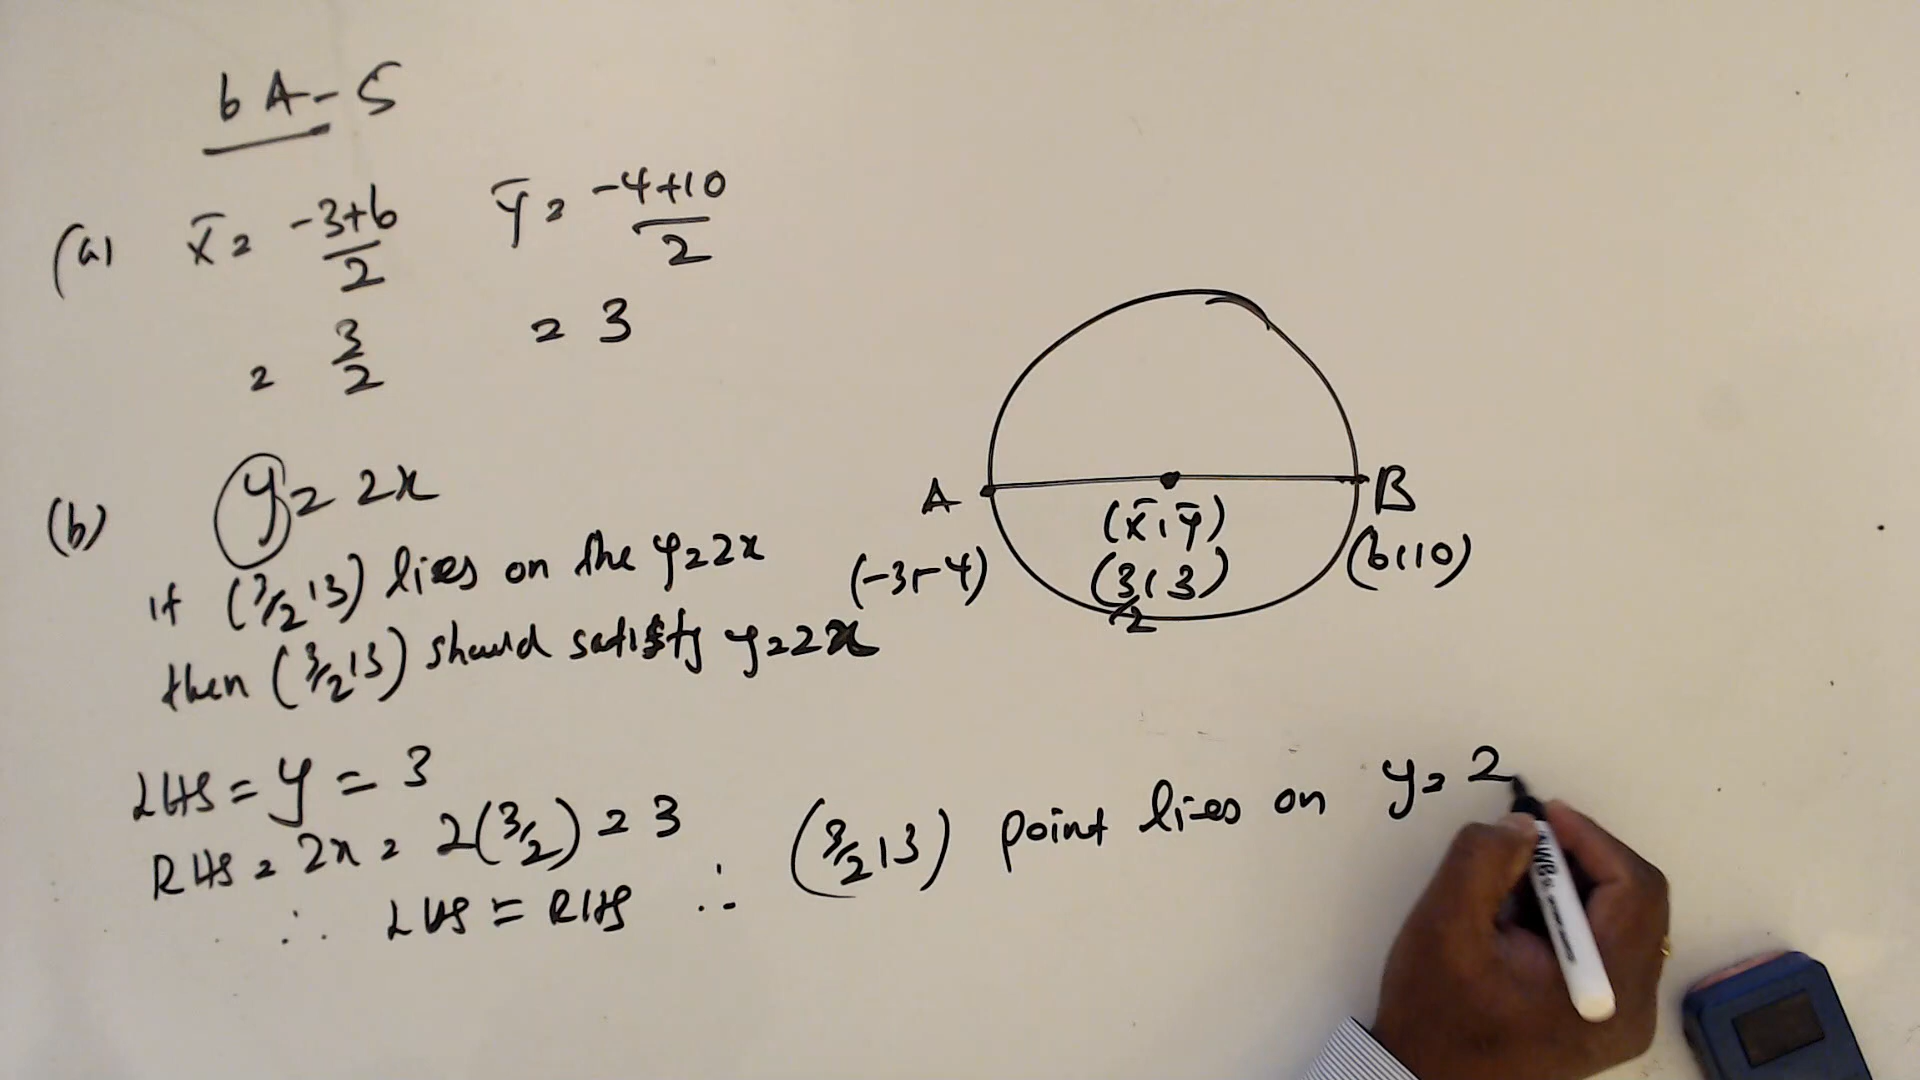 6A-5
(a) x̄ = -3+6/2 ȳ = -4+10/2
= 3/2 = 3
(b) y = 2x
if (3/2, 3) lies on the y=2x
then (3/2, 3) should satisfy y=2x
LHS = y = 3
RHS = 2x = 2(3/2) = 3
∴ LHS = RHS ∴ (3/2, 3) point lies on y = 2
A B
(x̄, ȳ)
(-3, -4) (3/2, 3) (6, 10)